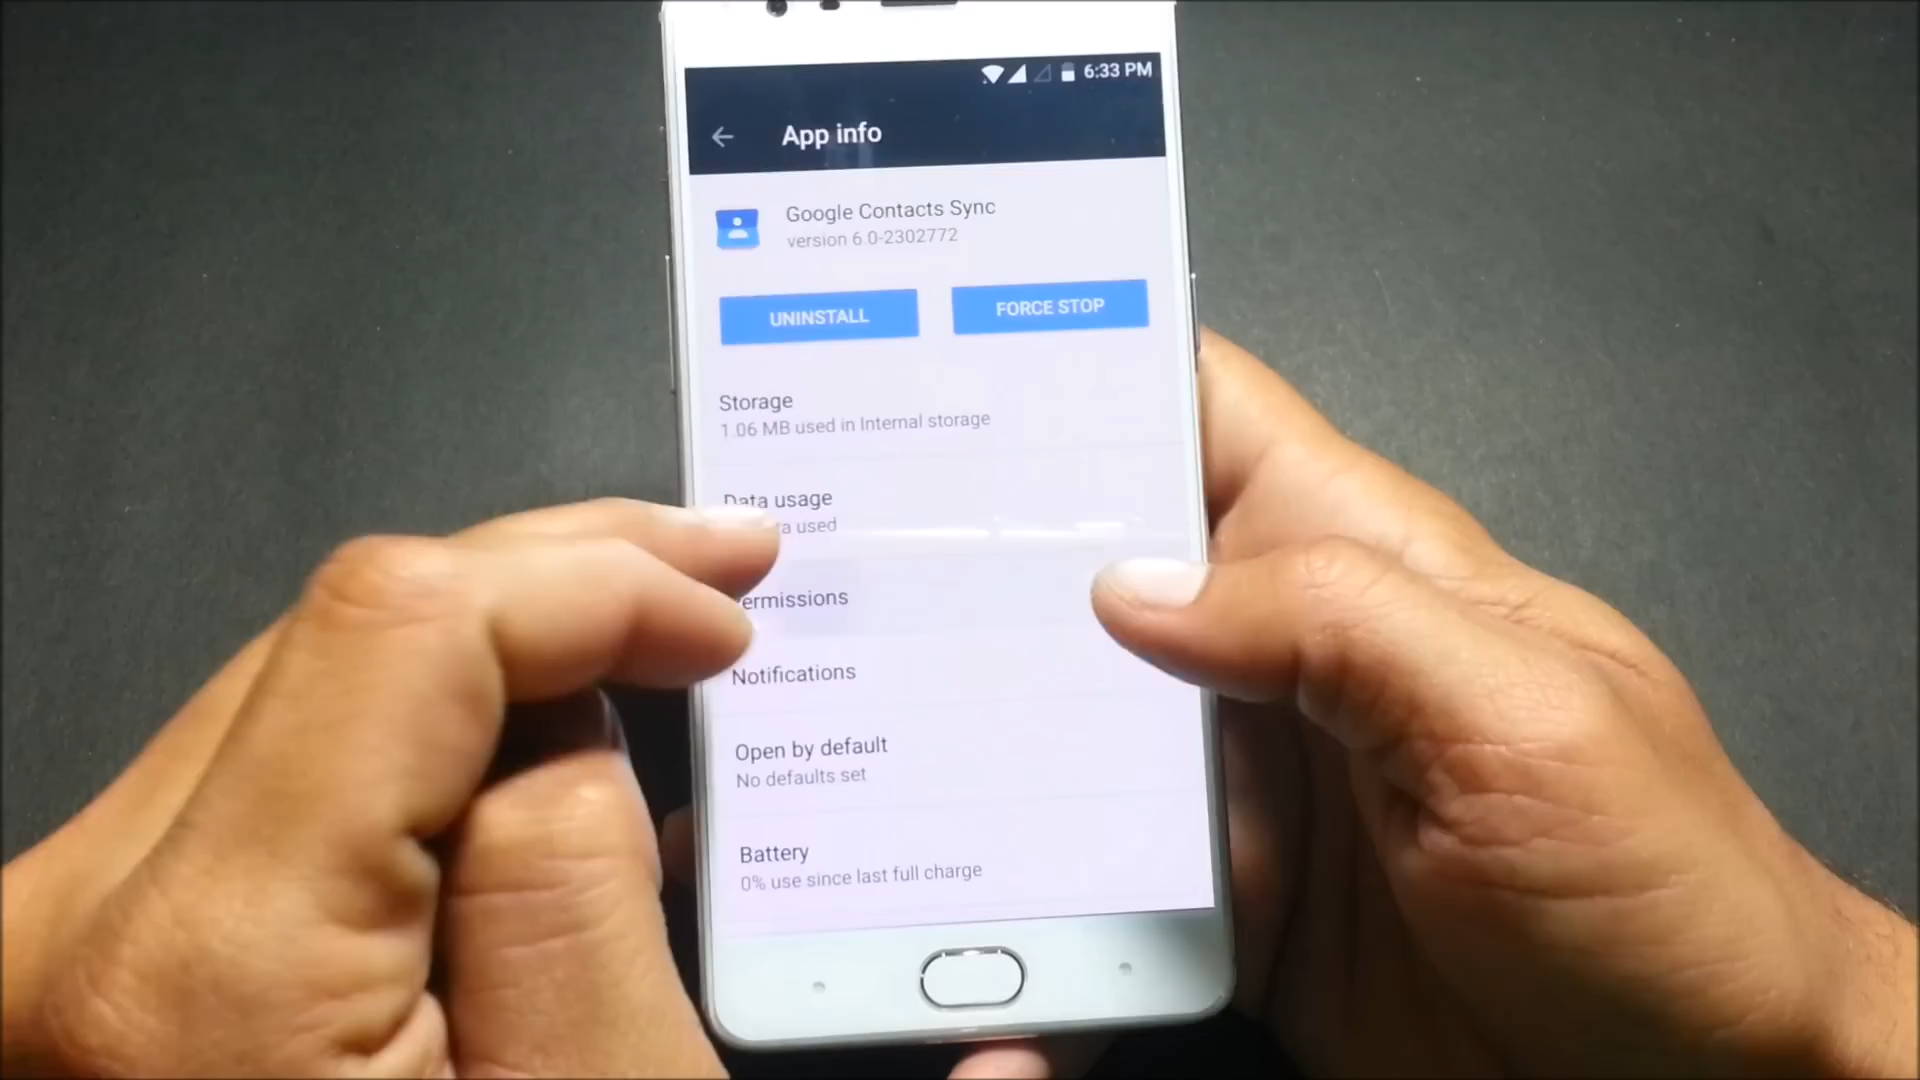 6:33 PM
App info
Google Contacts Sync
version 6.0-2302772
UNINSTALL
FORCE STOP
Storage
1.06 MB used in Internal storage
Data usage
used
ermissions
Notifications
Open by default
No defaults set
Battery
0% use since last full charge